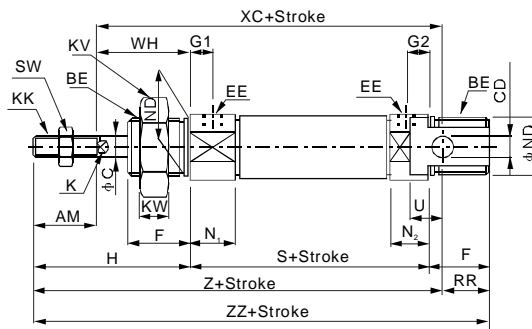 XC+Stroke
WH
G1
G2
KV
SW
BE
ND
EE
EE
BE
CD
KK
φND
K
φC
KW
U
AM
F
N₁
N₂
H
S+Stroke
F
Z+Stroke
RR
ZZ+Stroke